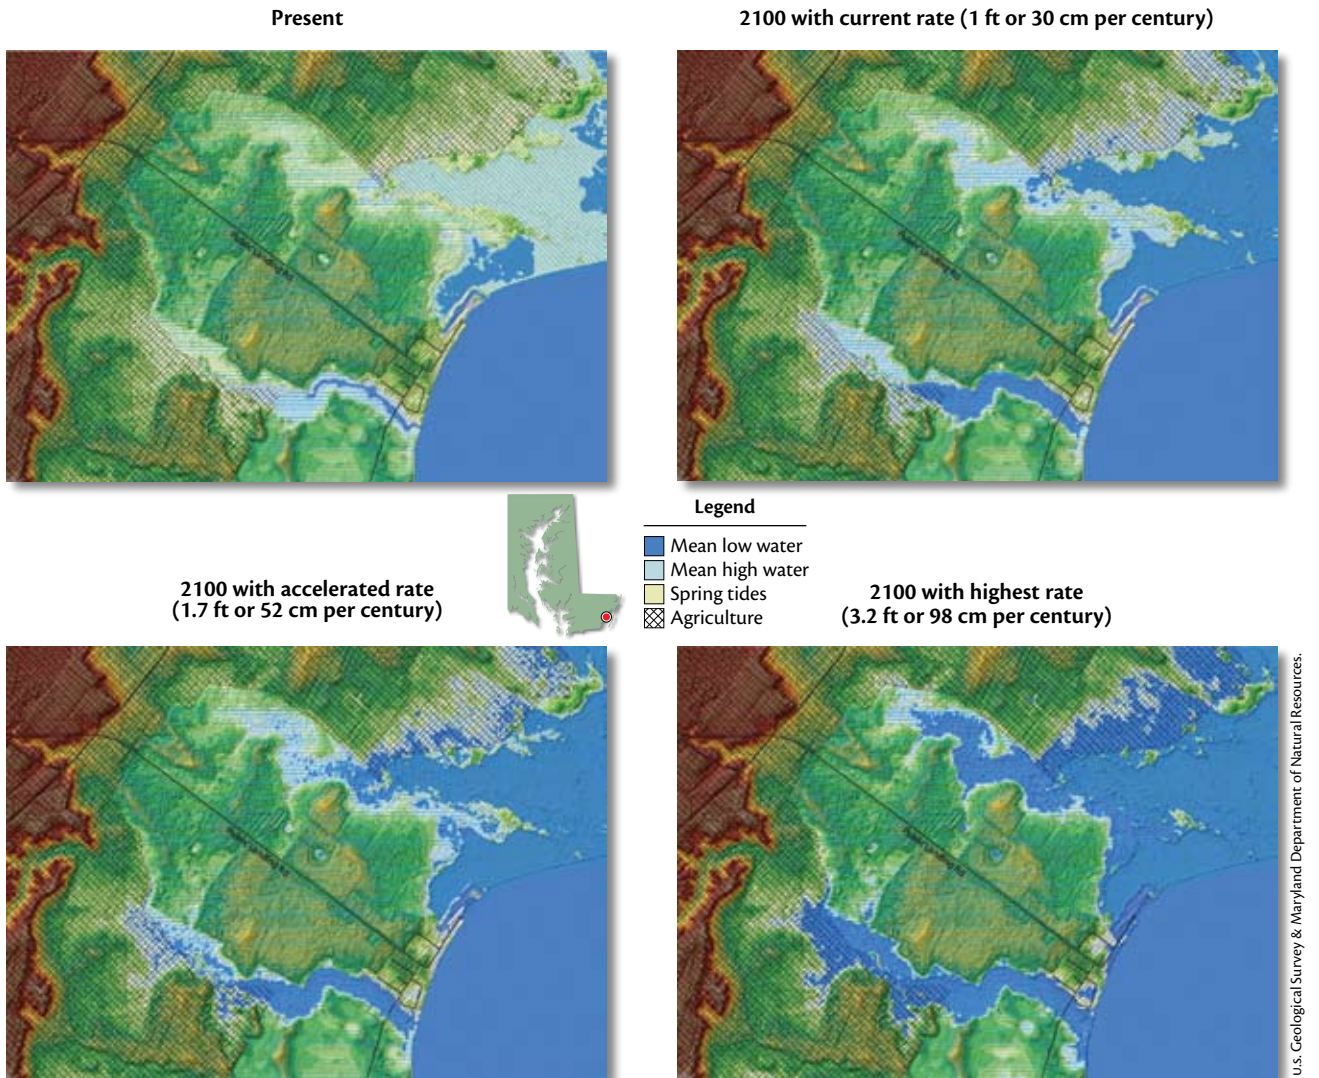 Present
2100 with current rate (1 ft or 30 cm per century)
Legend
Mean low water
Mean high water
Spring tides
Agriculture
2100 with accelerated rate
(1.7 ft or 52 cm per century)
2100 with highest rate
(3.2 ft or 98 cm per century)
U.S. Geological Survey & Maryland Department of Natural Resources.